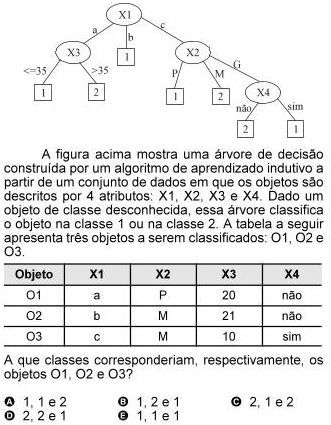 X1
a
b
c
X3
1
X2
<=35
>35
P
M
G
1
2
1
2
X4
não
sim
2
1
A figura acima mostra uma árvore de decisão
construída por um algoritmo de aprendizado indutivo a
partir de um conjunto de dados em que os objetos são
descritos por 4 atributos: X1, X2, X3 e X4. Dado um
objeto de classe desconhecida, essa árvore classifica
o objeto na classe 1 ou na classe 2. A tabela a seguir
apresenta três objetos a serem classificados: O1, O2 e
O3.
Objeto X1 X2 X3 X4
O1 a P 20 não
O2 b M 21 não
O3 c M 10 sim
A que classes corresponderiam, respectivamente, os
objetos O1, O2 e O3?
A 1, 1 e 2 B 1, 2 e 1 C 2, 1 e 2
D 2, 2 e 1 E 1, 1 e 1